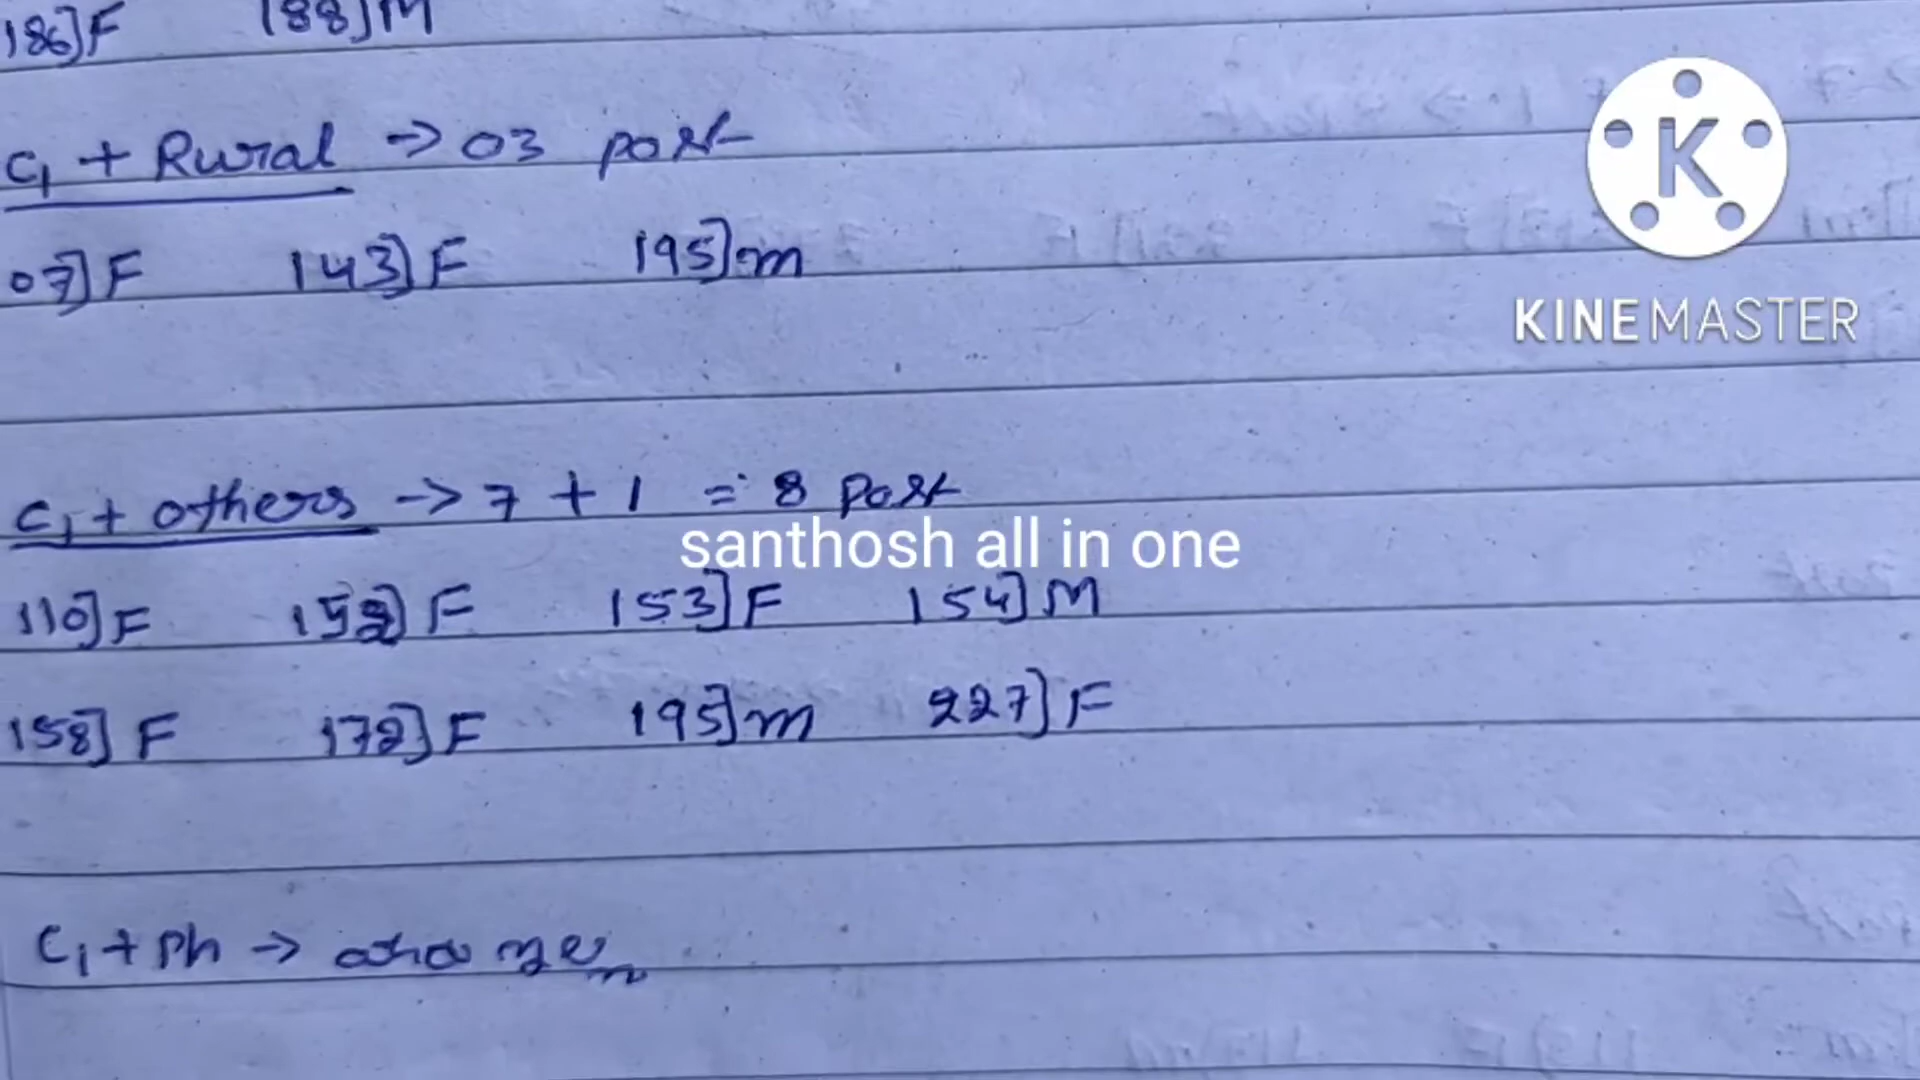 186]F 188]M
C1 + Rural -> 03 post
07]F 143]F 195]m
KINEMASTER
C1 + others -> 7 + 1 = 8 post
santhosh all in one
110]F 152]F 153]F 154]M
158]F 172]F 195]m 227]F
C1 + Ph ->